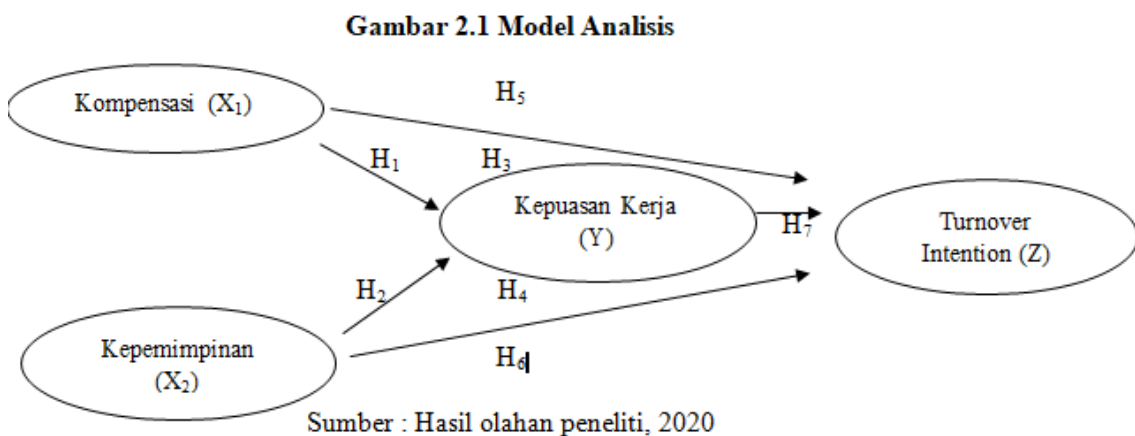 Gambar 2.1 Model Analisis
Kompensasi (X₁)
H₅
H₁
H₃
Kepuasan Kerja
(Y)
H₇
Turnover
Intention (Z)
H₂
H₄
Kepemimpinan
(X₂)
H₆
Sumber : Hasil olahan peneliti, 2020